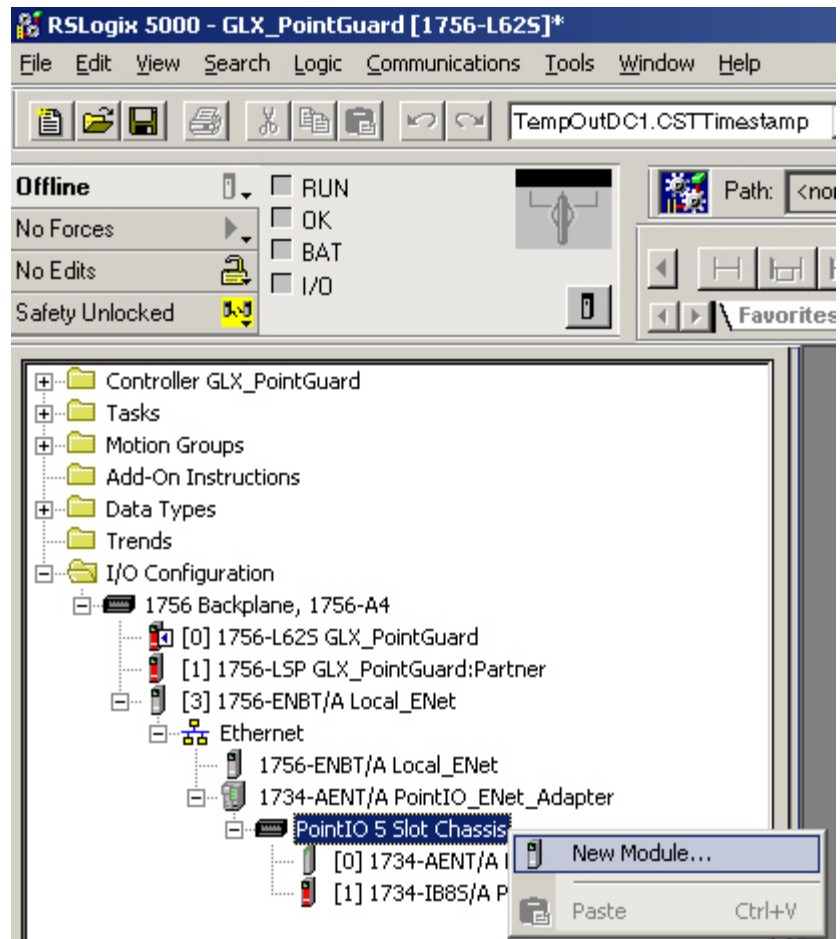 RSLogix 5000 - GLX_PointGuard [1756-L62S]*
File Edit View Search Logic Communications Tools Window Help
TempOutDC1.CSTTimestamp
Offline
RUN
Path:
No Forces
OK
No Edits
BAT
I/O
Safety Unlocked
Favorites
Controller GLX_PointGuard
Tasks
Motion Groups
Add-On Instructions
Data Types
Trends
I/O Configuration
1756 Backplane, 1756-A4
[0] 1756-L62S GLX_PointGuard
[1] 1756-LSP GLX_PointGuard:Partner
[3] 1756-ENBT/A Local_ENet
Ethernet
1756-ENBT/A Local_ENet
1734-AENT/A PointIO_ENet_Adapter
PointIO 5 Slot Chassis
New Module...
[0] 1734-AENT/A
[1] 1734-IB8S/A P
Paste Ctrl+V